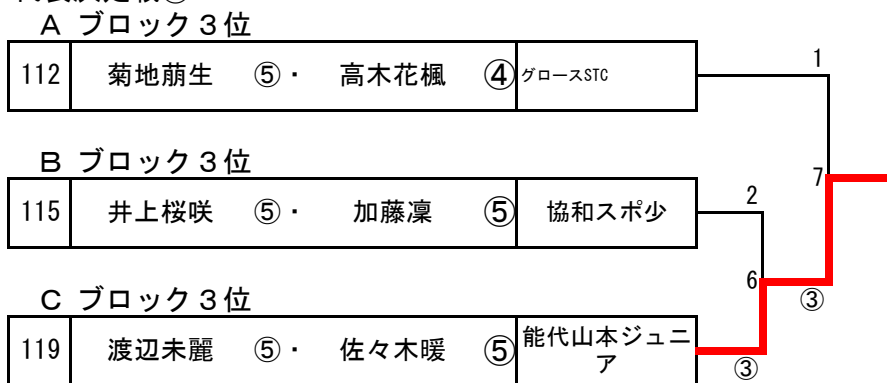 A ブロック3位
112 菊地萠生 ⑤・ 高木花楓 ④ グロースSTC
1
B ブロック3位
7
115 井上桜咲 ⑤・ 加藤凜 ⑤ 協和スポ少
2
6
C ブロック3位
③
119 渡辺未麗 ⑤・ 佐々木暖 ⑤ 能代山本ジュニ
ア
③